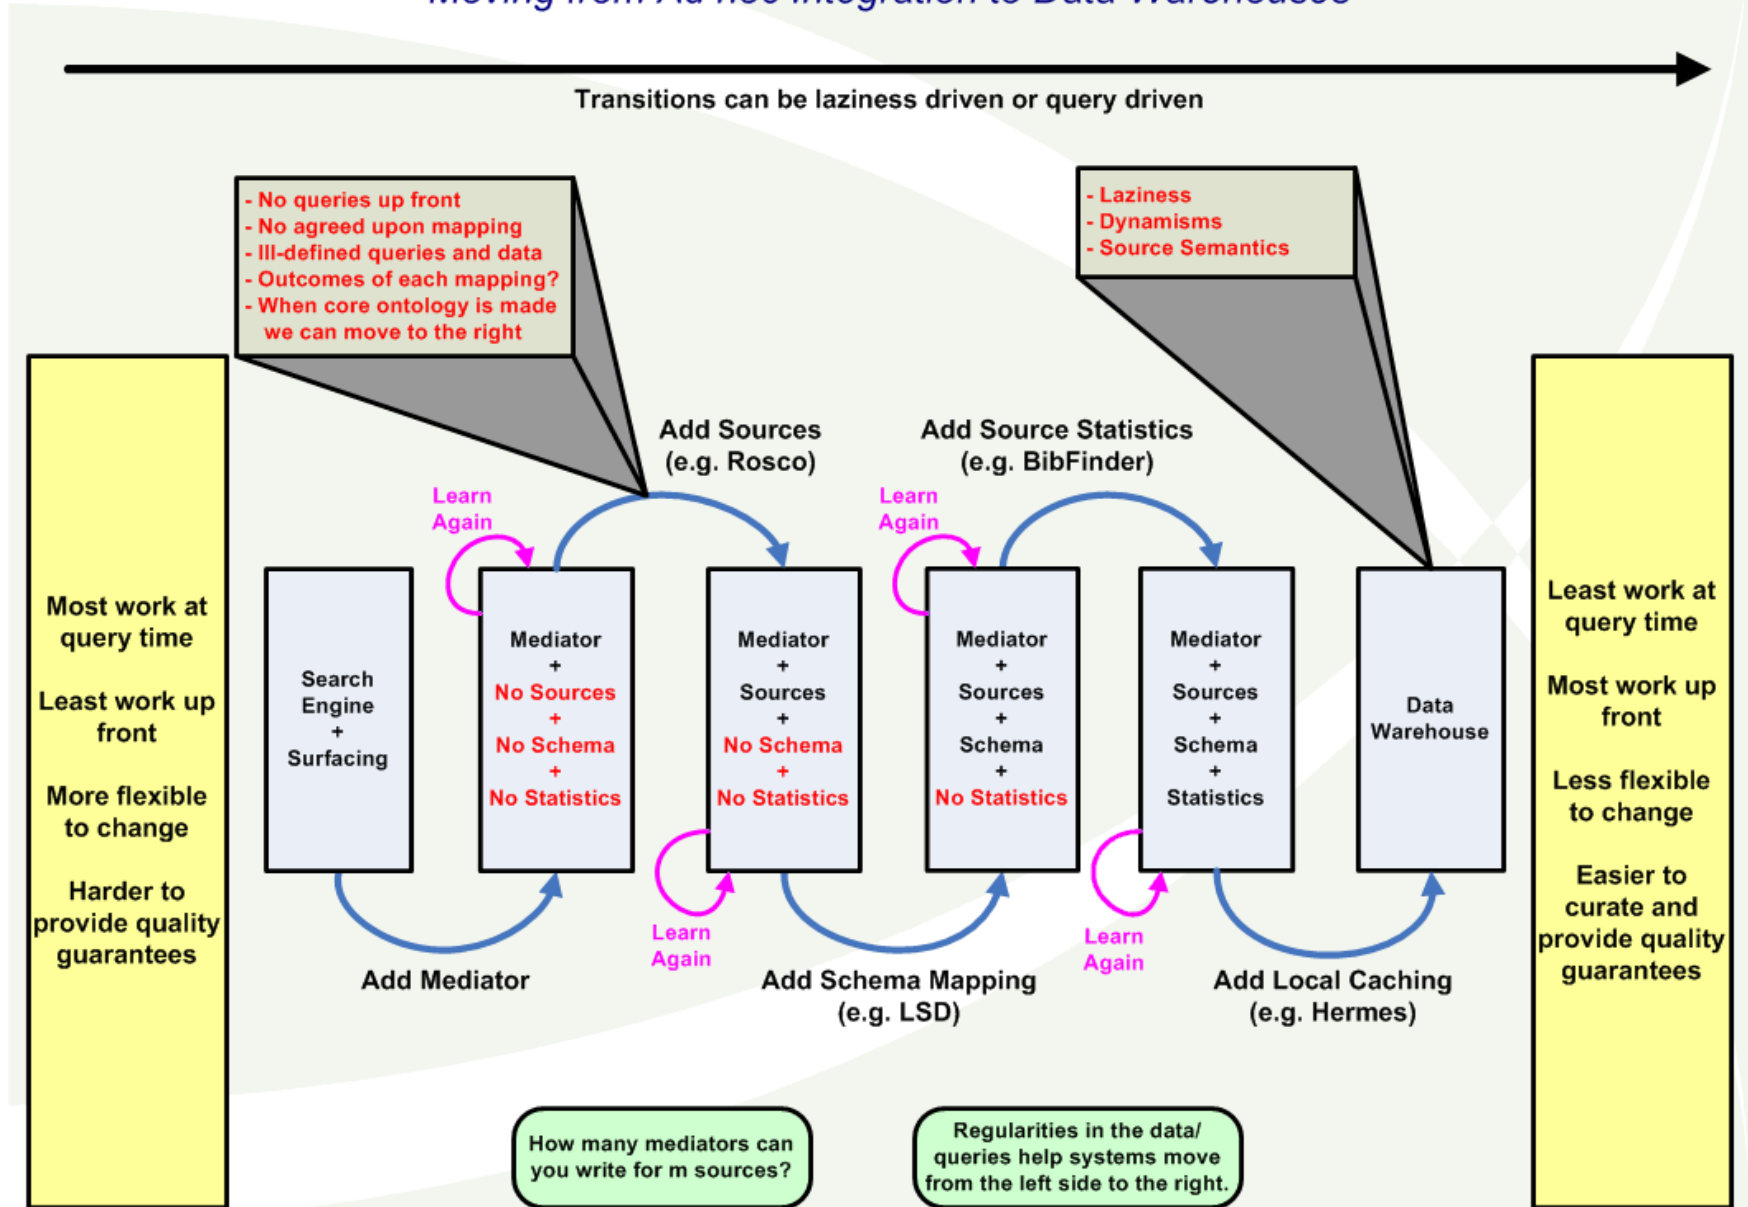 Moving from Ad hoc Integration to Data Warehouses
Transitions can be laziness driven or query driven
- No queries up front
- No agreed upon mapping
- Ill-defined queries and data
- Outcomes of each mapping?
- When core ontology is made
we can move to the right
- Laziness
- Dynamisms
- Source Semantics
Most work at
query time
Least work up
front
More flexible
to change
Harder to
provide quality
guarantees
Add Sources
(e.g. Rosco)
Add Source Statistics
(e.g. BibFinder)
Learn
Again
Learn
Again
Search
Engine
+
Surfacing
Mediator
+
No Sources
+
No Schema
+
No Statistics
Mediator
+
Sources
+
No Schema
+
No Statistics
Mediator
+
Sources
+
Schema
+
No Statistics
Mediator
+
Sources
+
Schema
+
Statistics
Data
Warehouse
Learn
Again
Learn
Again
Add Mediator
Add Schema Mapping
(e.g. LSD)
Add Local Caching
(e.g. Hermes)
Least work at
query time
Most work up
front
Less flexible
to change
Easier to
curate and
provide quality
guarantees
How many mediators can
you write for m sources?
Regularities in the data/
queries help systems move
from the left side to the right.